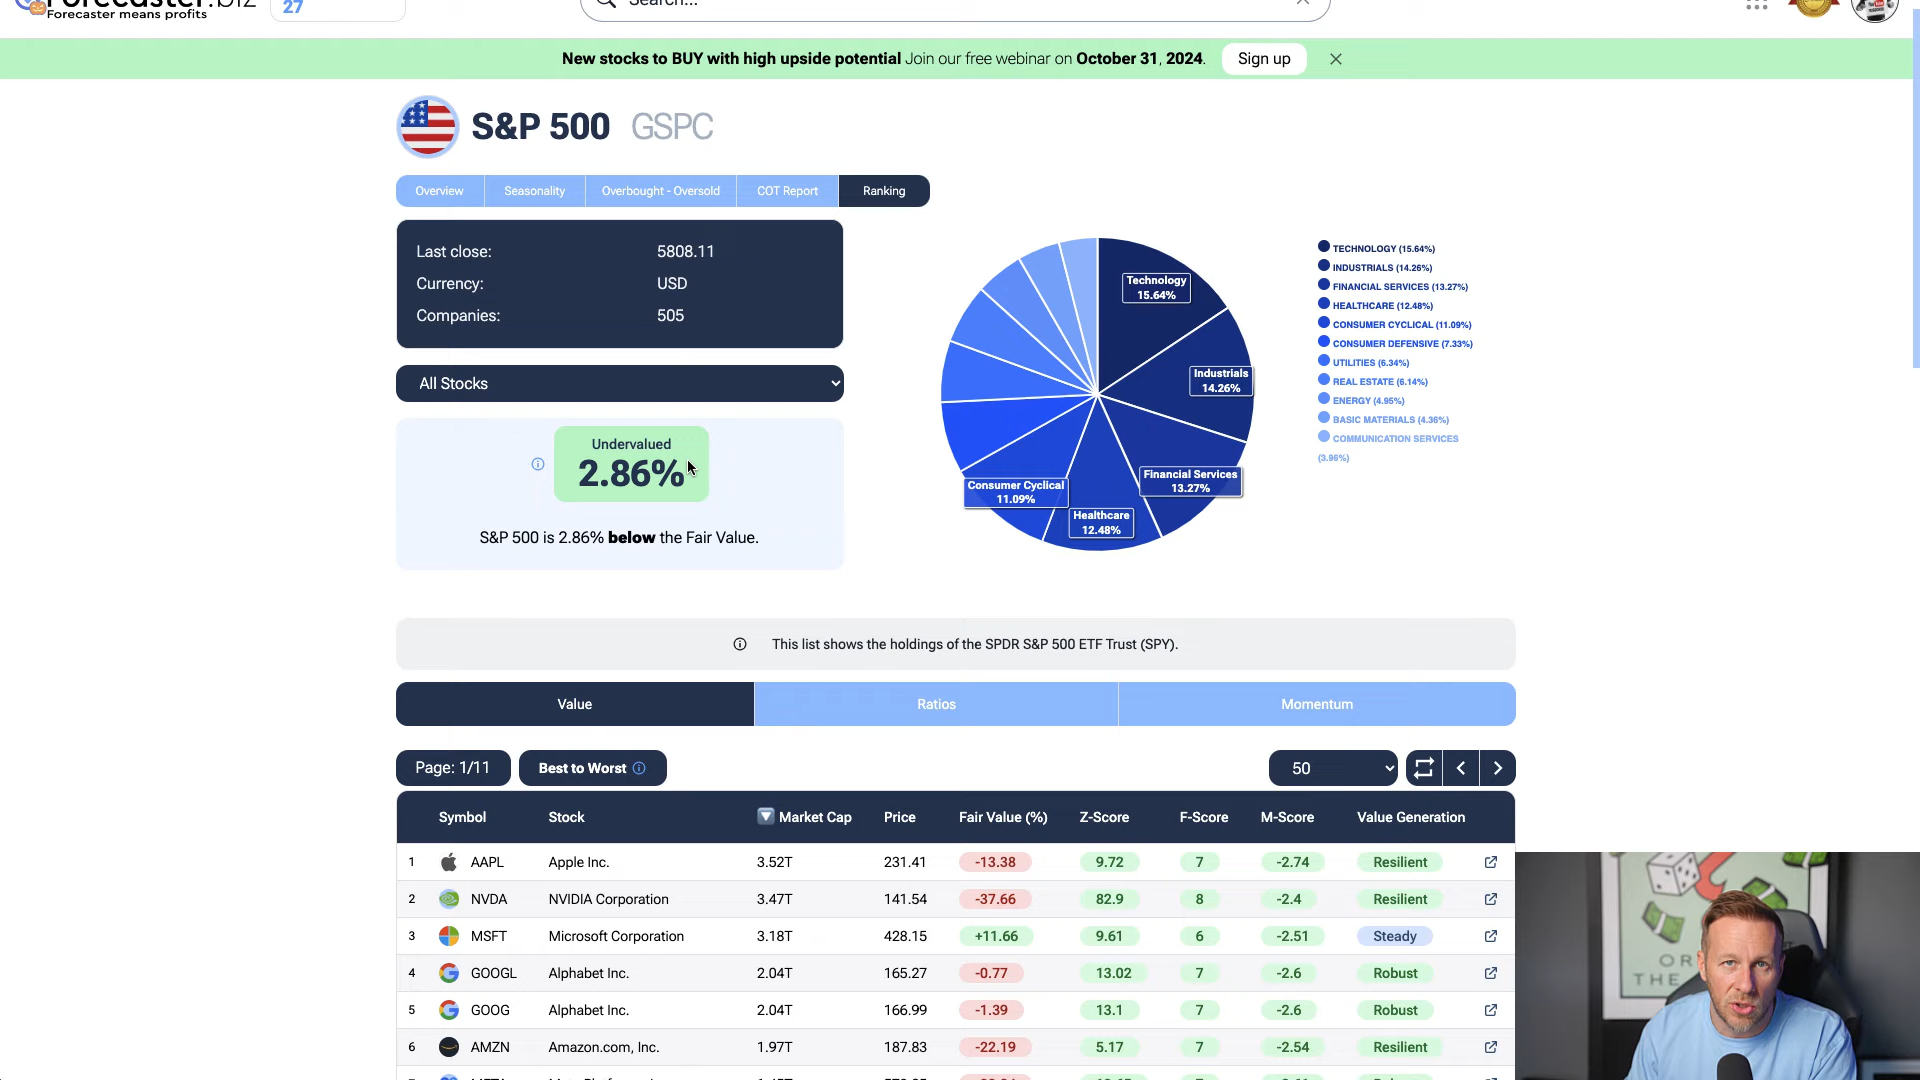 Forecaster.biz
Forecaster means profits
27
Search...
New stocks to BUY with high upside potential Join our free webinar on October 31, 2024.
Sign up
S&P 500 GSPC
Overview
Seasonality
Overbought - Oversold
COT Report
Ranking
Last close: 5808.11
Currency: USD
Companies: 505
All Stocks
Undervalued
2.86%
S&P 500 is 2.86% below the Fair Value.
Technology
15.64%
Industrials
14.26%
Financial Services
13.27%
Healthcare
12.48%
Consumer Cyclical
11.09%
TECHNOLOGY (15.64%)
INDUSTRIALS (14.26%)
FINANCIAL SERVICES (13.27%)
HEALTHCARE (12.48%)
CONSUMER CYCLICAL (11.09%)
CONSUMER DEFENSIVE (7.33%)
UTILITIES (6.34%)
REAL ESTATE (6.14%)
ENERGY (4.95%)
BASIC MATERIALS (4.36%)
COMMUNICATION SERVICES
(3.96%)
This list shows the holdings of the SPDR S&P 500 ETF Trust (SPY).
Value
Ratios
Momentum
Page: 1/11
Best to Worst
50
Symbol Stock Market Cap Price Fair Value (%) Z-Score F-Score M-Score Value Generation
1 AAPL Apple Inc. 3.52T 231.41 -13.38 9.72 7 -2.74 Resilient
2 NVDA NVIDIA Corporation 3.47T 141.54 -37.66 82.9 8 -2.4 Resilient
3 MSFT Microsoft Corporation 3.18T 428.15 +11.66 9.61 6 -2.51 Steady
4 GOOGL Alphabet Inc. 2.04T 165.27 -0.77 13.02 7 -2.6 Robust
5 GOOG Alphabet Inc. 2.04T 166.99 -1.39 13.1 7 -2.6 Robust
6 AMZN Amazon.com, Inc. 1.97T 187.83 -22.19 5.17 7 -2.54 Resilient
OR
THE